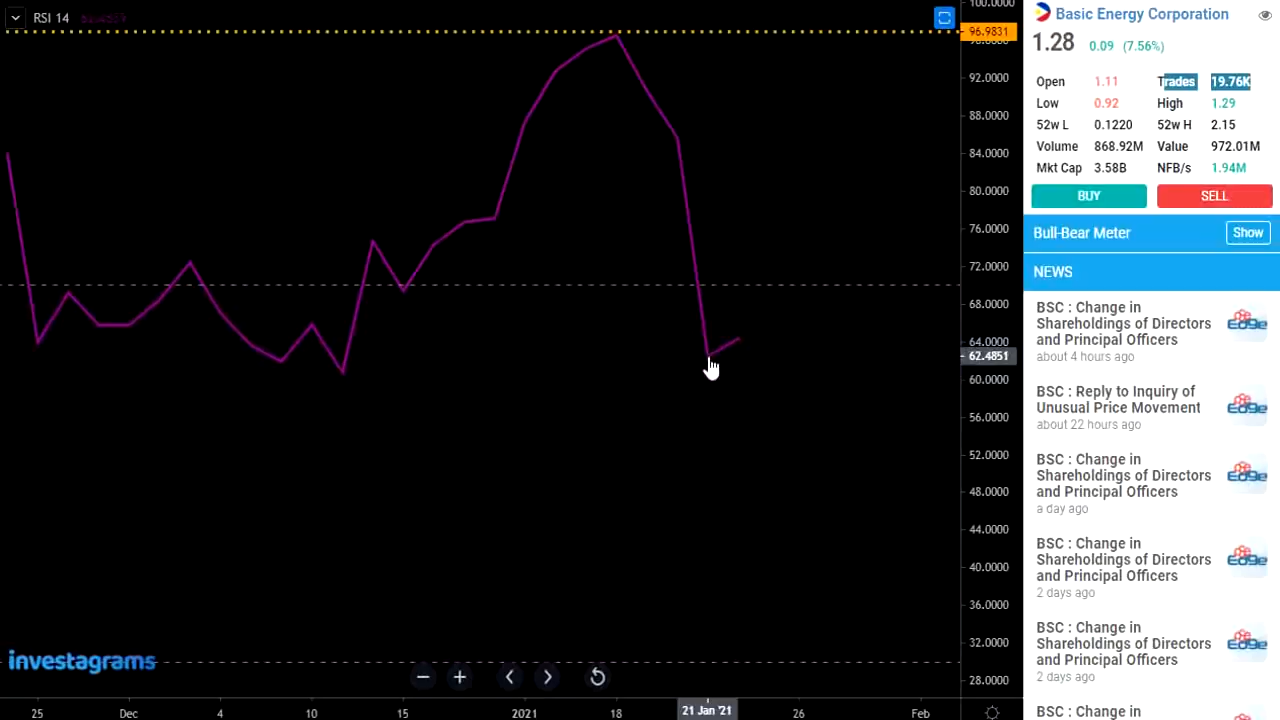 RSI 14 62.4857
100.0000
96.9831
92.0000
88.0000
84.0000
80.0000
76.0000
72.0000
68.0000
64.0000
62.4851
60.0000
56.0000
52.0000
48.0000
44.0000
40.0000
36.0000
32.0000
28.0000
investagrams
25 Dec 4 10 15 2021 18 21 Jan '21 26 Feb
Basic Energy Corporation
1.28 0.09 (7.56%)
Open 1.11 Trades 19.76K
Low 0.92 High 1.29
52w L 0.1220 52w H 2.15
Volume 868.92M Value 972.01M
Mkt Cap 3.58B NFB/s 1.94M
BUY SELL
Bull-Bear Meter Show
NEWS
BSC : Change in
Shareholdings of Directors
and Principal Officers
about 4 hours ago
EDGE
BSC : Reply to Inquiry of
Unusual Price Movement
about 22 hours ago
EDGE
BSC : Change in
Shareholdings of Directors
and Principal Officers
a day ago
EDGE
BSC : Change in
Shareholdings of Directors
and Principal Officers
2 days ago
EDGE
BSC : Change in
Shareholdings of Directors
and Principal Officers
2 days ago
EDGE
BSC : Change in